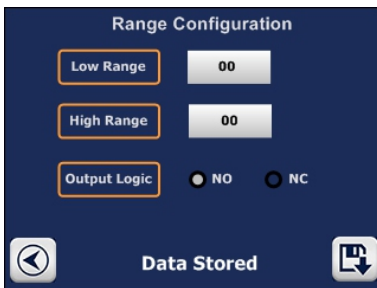 Range Configuration
Low Range 00
High Range 00
Output Logic NO NC
Data Stored